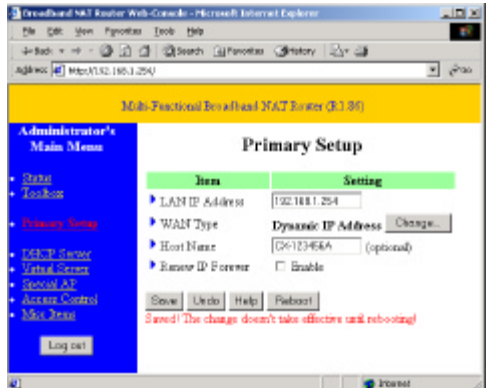 Broadband NAT Router Web-Console - Microsoft Internet Explorer
File Edit View Favorites Tools Help
Back Search Favorites History
Address http://192.168.1.254/ Go
Multi-Functional Broadband NAT Router (R1.86)
Administrator's
Main Menu
Status
Toolbox
Primary Setup
DHCP Server
Virtual Server
Special AP
Access Control
Misc Items
Log out
Primary Setup
Item Setting
LAN IP Address 192.168.1.254
WAN Type Dynamic IP Address Change...
Host Name CX-123456A (optional)
Renew IP Forever Enable
Save Undo Help Reboot
Saved! The change doesn't take effective until rebooting!
Internet